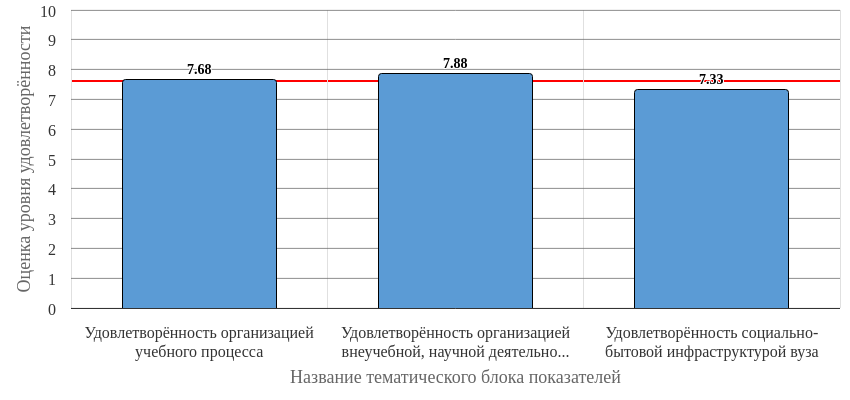 Оценка уровня удовлетворённости
10
9
8
7
6
5
4
3
2
1
0
7.68
7.88
7.33
Удовлетворённость организацией
учебного процесса
Удовлетворённость организацией
внеучебной, научной деятельно...
Удовлетворённость социально-
бытовой инфраструктурой вуза
Название тематического блока показателей